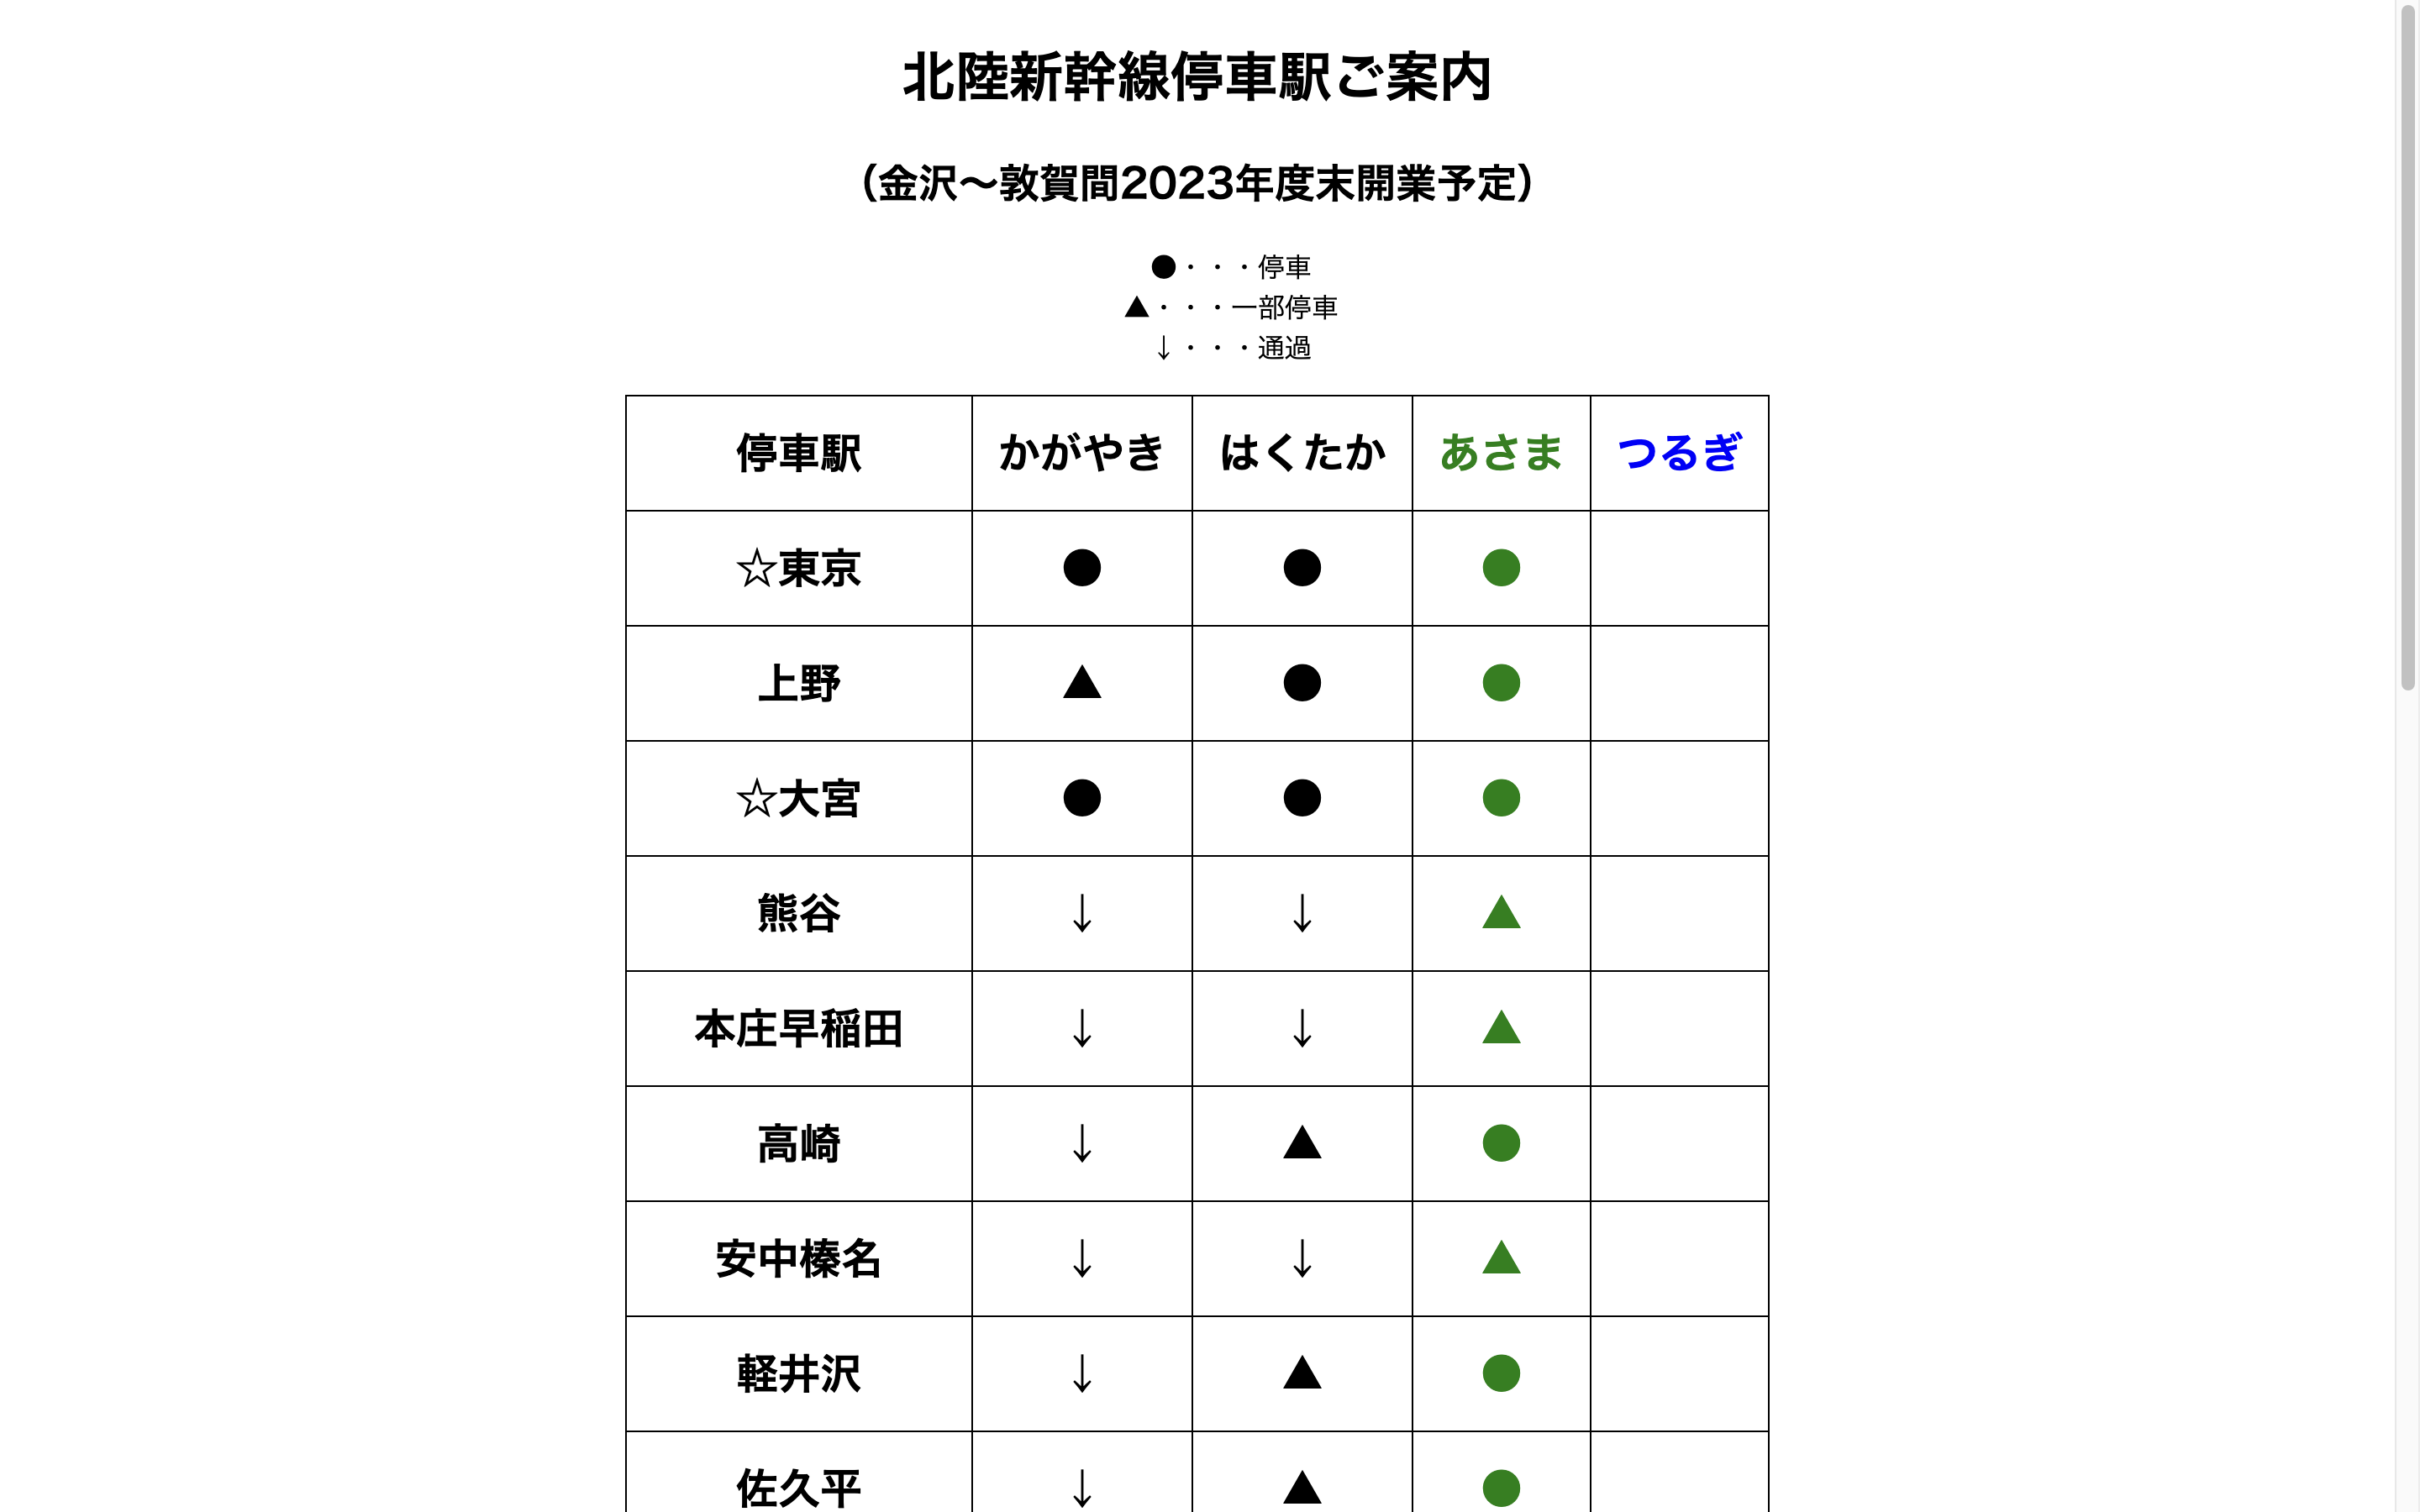 北陸新幹線停車駅ご案内
（金沢〜敦賀間2023年度末開業予定）
●・・・停車
▲・・・一部停車
↓・・・通過
停車駅 かがやき はくたか あさま つるぎ
☆東京 ● ● ●
上野 ▲ ● ●
☆大宮 ● ● ●
熊谷 ↓ ↓ ▲
本庄早稲田 ↓ ↓ ▲
高崎 ↓ ▲ ●
安中榛名 ↓ ↓ ▲
軽井沢 ↓ ▲ ●
佐久平 ↓ ▲ ●